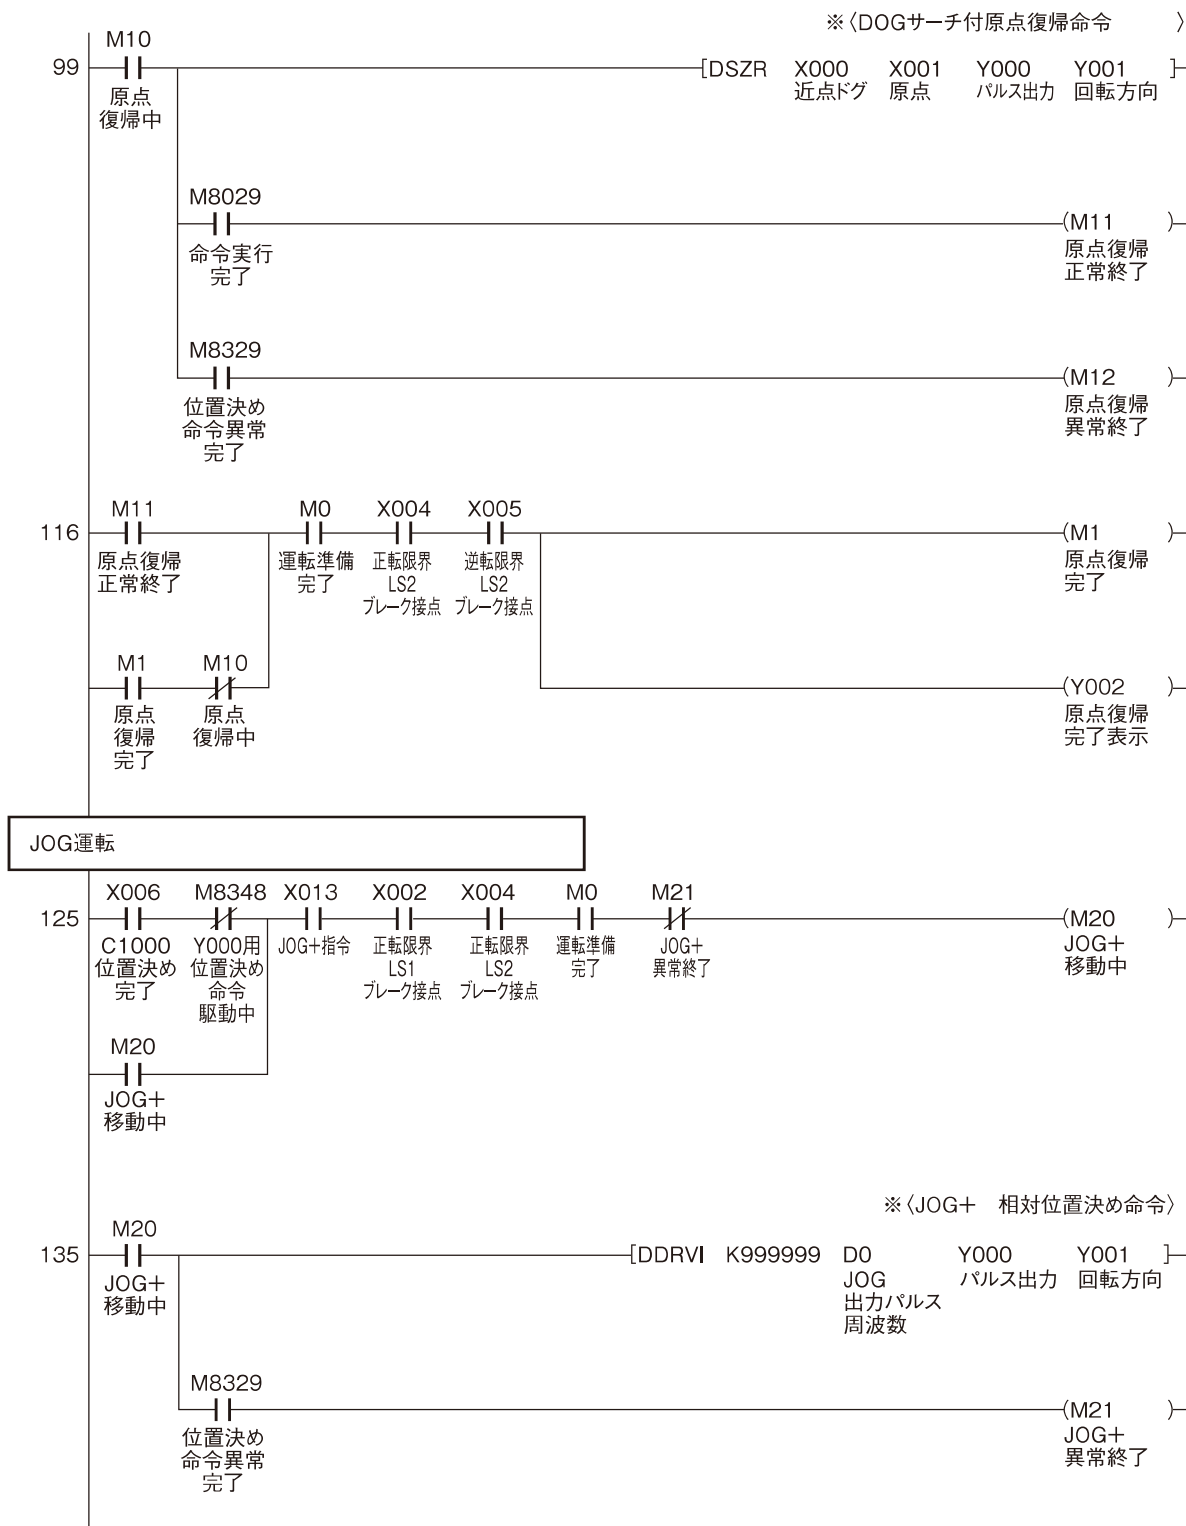 ※〈DOGサーチ付原点復帰命令 〉
M10
99 [DSZR X000 X001 Y000 Y001 ]
近点ドグ 原点 パルス出力 回転方向
原点
復帰中
M8029
(M11 )
命令実行
完了
原点復帰
正常終了
M8329
(M12 )
位置決め
命令異常
完了
原点復帰
異常終了
M11 M0 X004 X005
116 (M1 )
原点復帰
正常終了
運転準備
完了
正転限界
LS2
ブレーク接点
逆転限界
LS2
ブレーク接点
原点復帰
完了
M1 M10
(Y002 )
原点
復帰
完了
原点
復帰中
原点復帰
完了表示
JOG運転
X006 M8348 X013 X002 X004 M0 M21
125 (M20 )
C1000
位置決め
完了
Y000用
位置決め
命令
駆動中
JOG+指令
正転限界
LS1
ブレーク接点
正転限界
LS2
ブレーク接点
運転準備
完了
JOG+
異常終了
JOG+
移動中
M20
JOG+
移動中
※〈JOG+ 相対位置決め命令〉
M20
135 [DDRVI K999999 D0 Y000 Y001 ]
JOG+
移動中
JOG
出力パルス
周波数
パルス出力 回転方向
M8329
(M21 )
位置決め
命令異常
完了
JOG+
異常終了